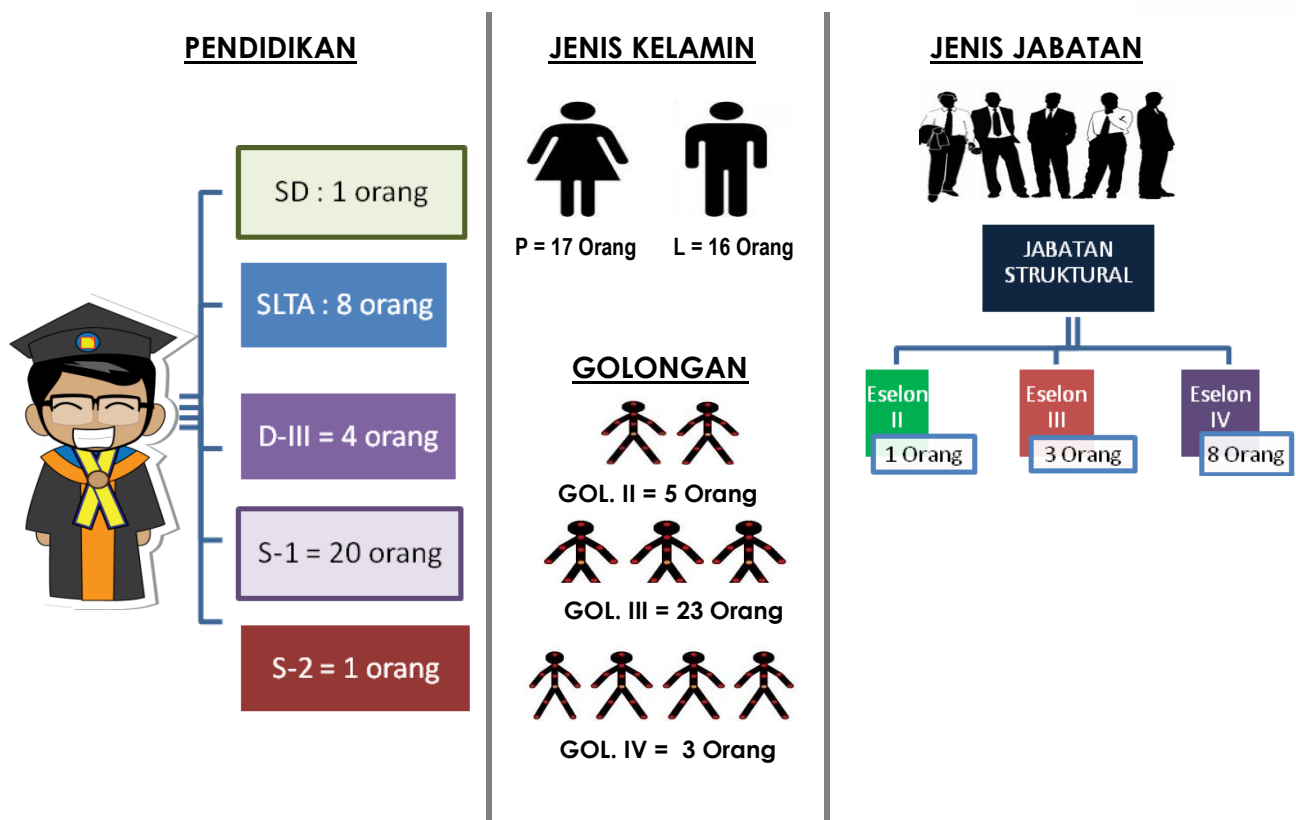 PENDIDIKAN
SD : 1 orang
SLTA : 8 orang
D-III = 4 orang
S-1 = 20 orang
S-2 = 1 orang
JENIS KELAMIN
P = 17 Orang
L = 16 Orang
GOLONGAN
GOL. II = 5 Orang
GOL. III = 23 Orang
GOL. IV = 3 Orang
JENIS JABATAN
JABATAN
STRUKTURAL
Eselon
II
1 Orang
Eselon
III
3 Orang
Eselon
IV
8 Orang